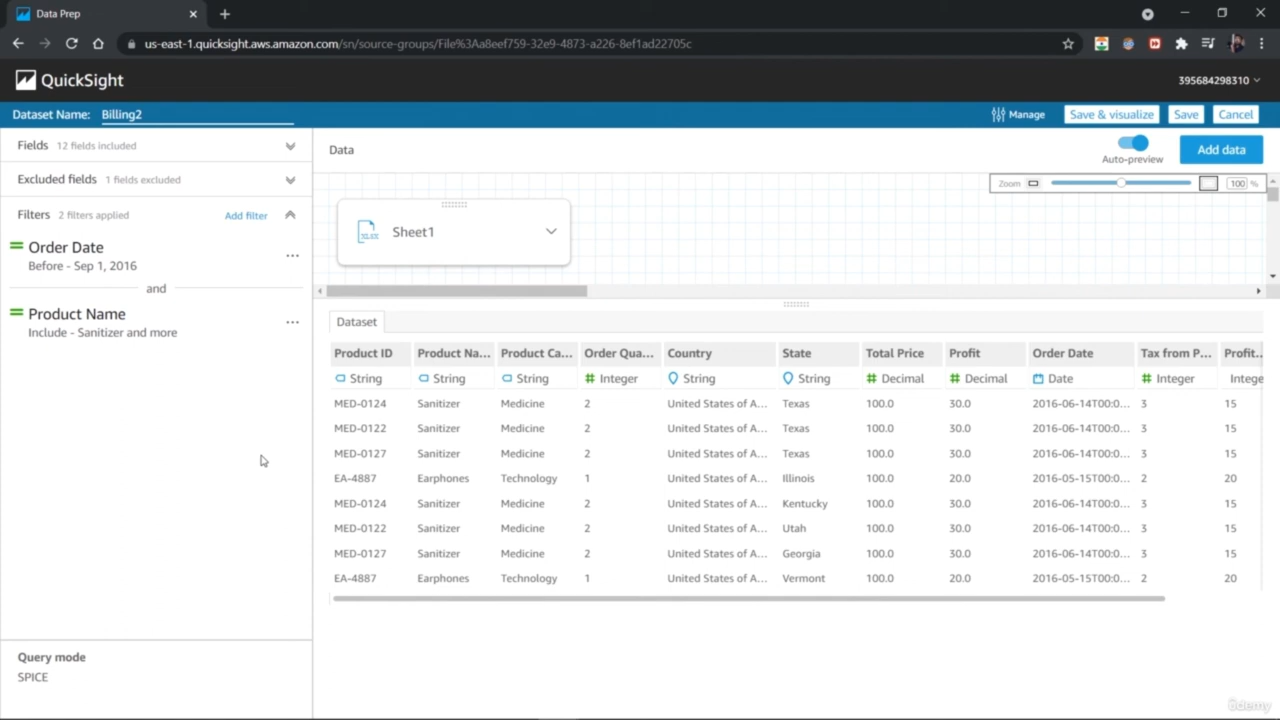 Data Prep
us-east-1.quicksight.aws.amazon.com/sn/source-groups/File%3Aa8eef759-32e9-4873-a226-8ef1ad22705c
QuickSight
395684298310
Dataset Name: Billing2
Manage Save & visualize Save Cancel
Fields 12 fields included
Data
Auto-preview
Add data
Excluded fields 1 fields excluded
Zoom 100 %
Filters 2 filters applied Add filter
Sheet1
Order Date
Before - Sep 1, 2016
and
Product Name
Include - Sanitizer and more
Dataset
Product ID Product Na... Product Ca... Order Qua... Country State Total Price Profit Order Date Tax from P... Profit...
String String String Integer String String Decimal Decimal Date Integer Intege
MED-0124 Sanitizer Medicine 2 United States of A... Texas 100.0 30.0 2016-06-14T00:0... 3 15
MED-0122 Sanitizer Medicine 2 United States of A... Texas 100.0 30.0 2016-06-14T00:0... 3 15
MED-0127 Sanitizer Medicine 2 United States of A... Texas 100.0 30.0 2016-06-14T00:0... 3 15
EA-4887 Earphones Technology 1 United States of A... Illinois 100.0 20.0 2016-05-15T00:0... 2 20
MED-0124 Sanitizer Medicine 2 United States of A... Kentucky 100.0 30.0 2016-06-14T00:0... 3 15
MED-0122 Sanitizer Medicine 2 United States of A... Utah 100.0 30.0 2016-06-14T00:0... 3 15
MED-0127 Sanitizer Medicine 2 United States of A... Georgia 100.0 30.0 2016-06-14T00:0... 3 15
EA-4887 Earphones Technology 1 United States of A... Vermont 100.0 20.0 2016-05-15T00:0... 2 20
Query mode
SPICE
ûdemy